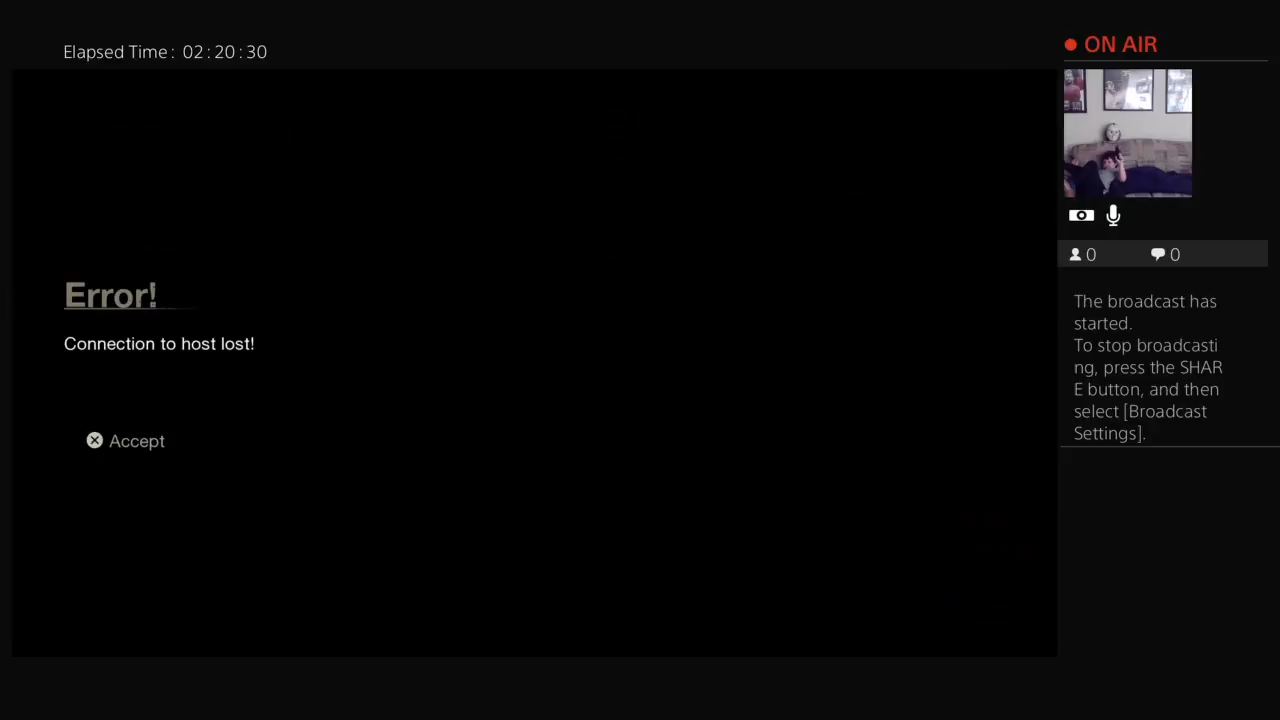 Elapsed Time: 02:20:30
ON AIR
0 0
Error!
Connection to host lost!
Accept
The broadcast has
started.
To stop broadcasti
ng, press the SHAR
E button, and then
select [Broadcast
Settings].